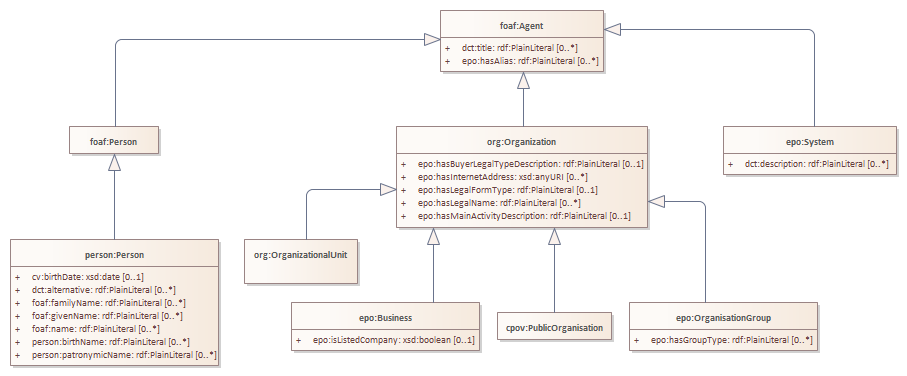 foaf:Agent
+ dct:title: rdf:PlainLiteral [0..*]
+ epo:hasAlias: rdf:PlainLiteral [0..*]
foaf:Person
org:Organization
+ epo:hasBuyerLegalTypeDescription: rdf:PlainLiteral [0..1]
+ epo:hasInternetAddress: xsd:anyURI [0..*]
+ epo:hasLegalFormType: rdf:PlainLiteral [0..1]
+ epo:hasLegalName: rdf:PlainLiteral [0..*]
+ epo:hasMainActivityDescription: rdf:PlainLiteral [0..1]
epo:System
+ dct:description: rdf:PlainLiteral [0..*]
person:Person
+ cv:birthDate: xsd:date [0..1]
+ dct:alternative: rdf:PlainLiteral [0..*]
+ foaf:familyName: rdf:PlainLiteral [0..*]
+ foaf:givenName: rdf:PlainLiteral [0..*]
+ foaf:name: rdf:PlainLiteral [0..*]
+ person:birthName: rdf:PlainLiteral [0..*]
+ person:patronymicName: rdf:PlainLiteral [0..*]
org:OrganizationalUnit
epo:Business
+ epo:isListedCompany: xsd:boolean [0..1]
cpov:PublicOrganisation
epo:OrganisationGroup
+ epo:hasGroupType: rdf:PlainLiteral [0..*]